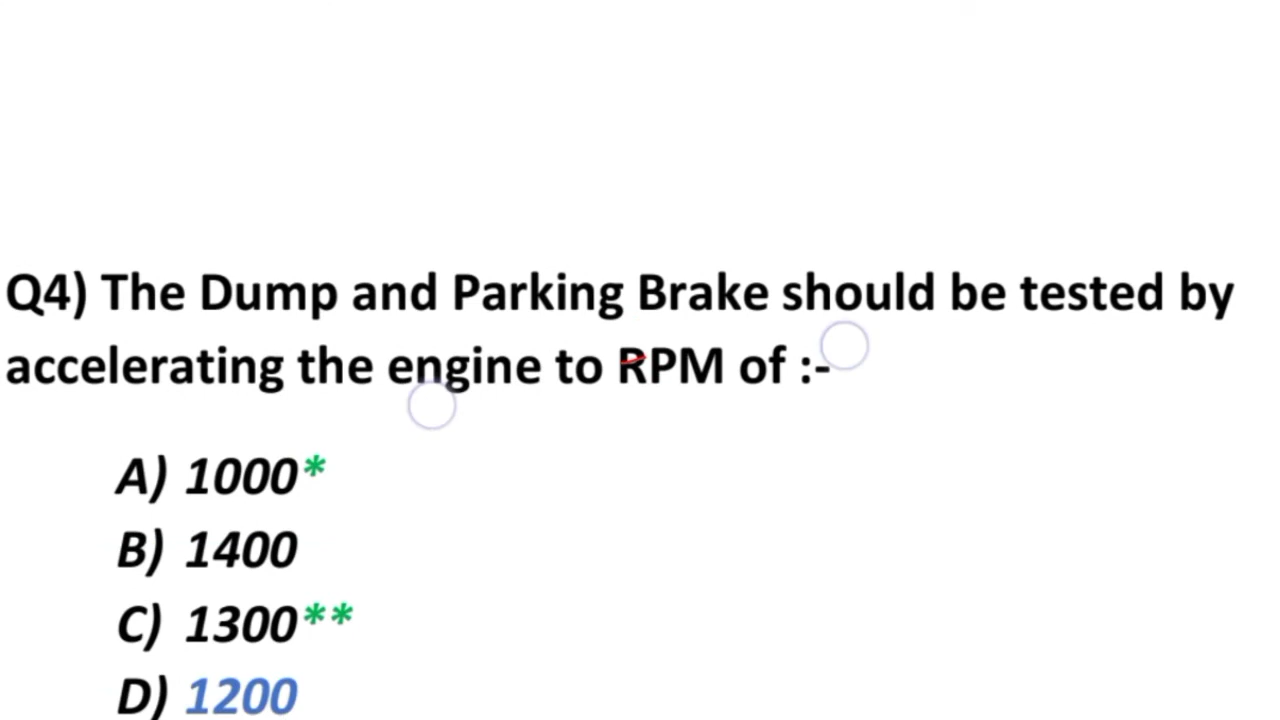 Q4) The Dump and Parking Brake should be tested by
accelerating the engine to RPM of :-
A) 1000*
B) 1400
C) 1300**
D) 1200